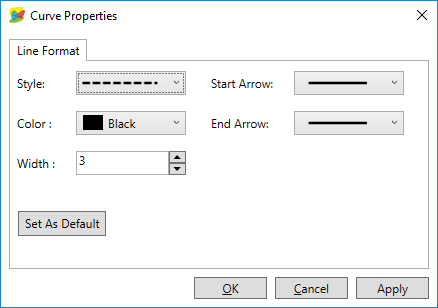 Curve Properties
Line Format
Style: Start Arrow:
Color : Black End Arrow:
Width : 3
Set As Default
OK Cancel Apply